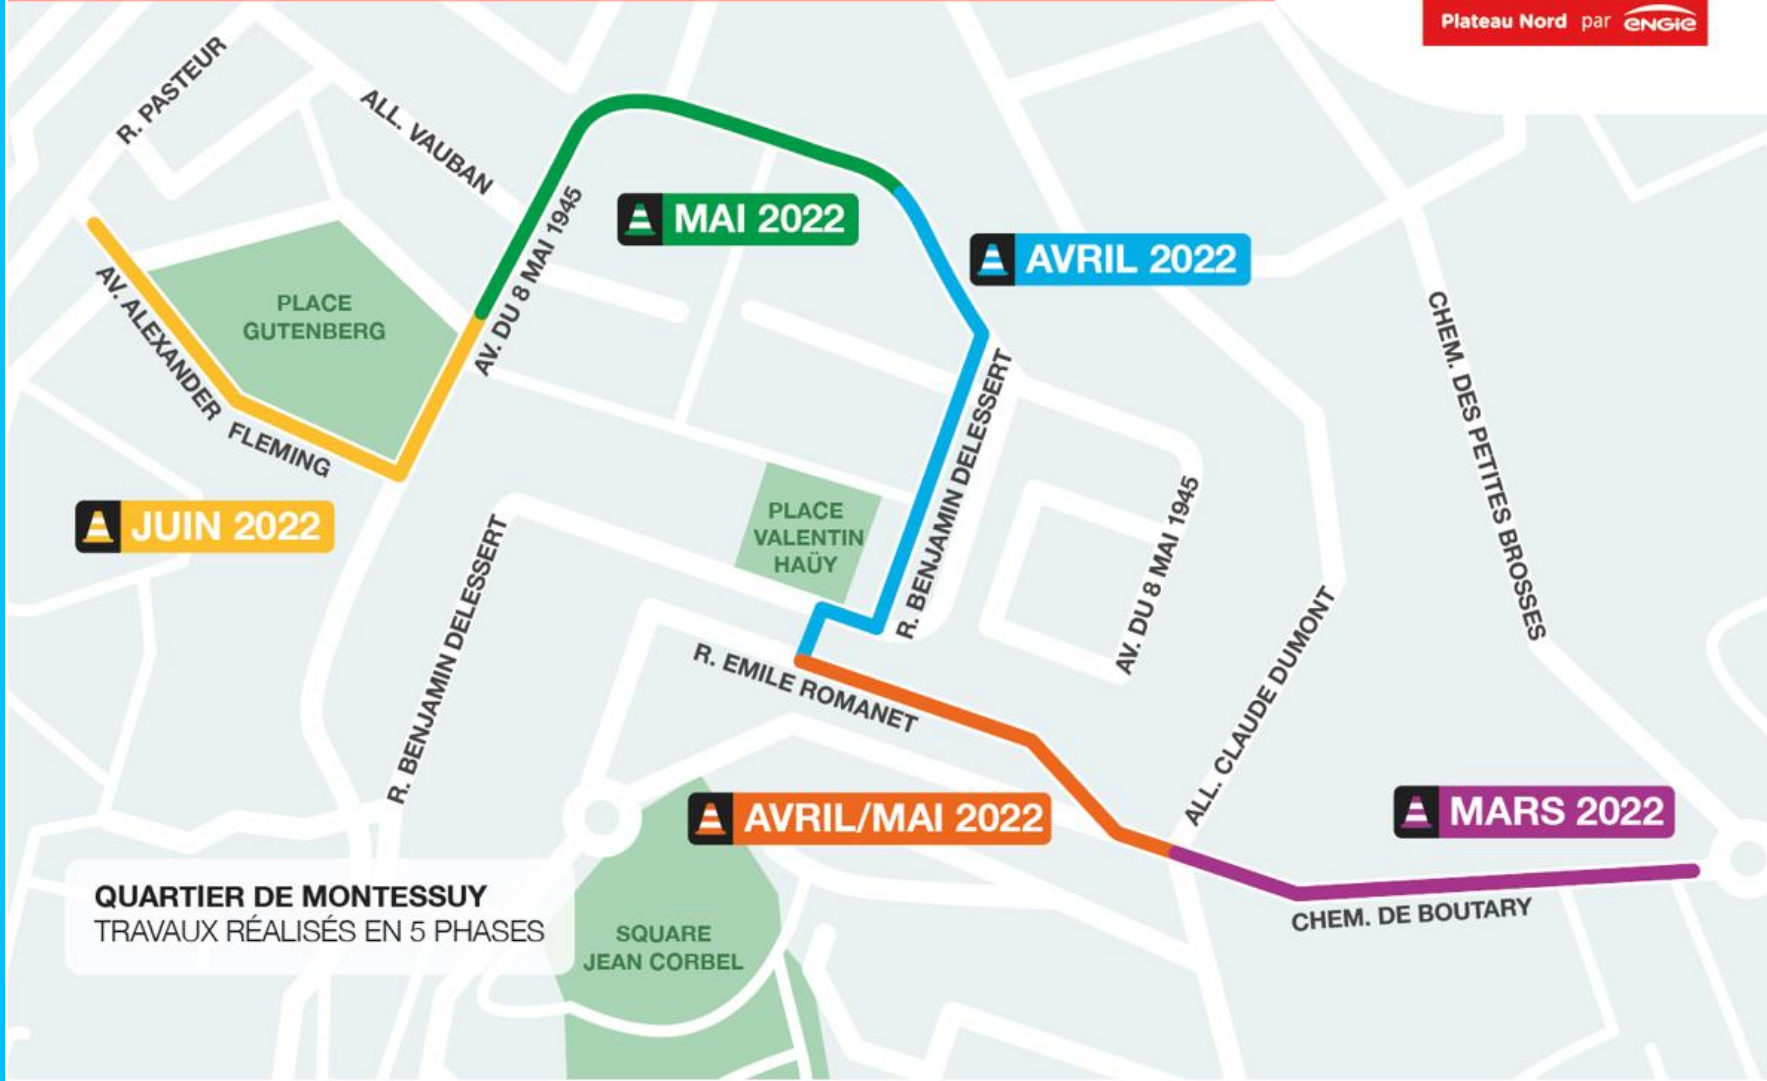 Plateau Nord par ENGIE
R. PASTEUR
ALL. VAUBAN
AV. DU 8 MAI 1945
MAI 2022
AVRIL 2022
PLACE
GUTENBERG
AV. ALEXANDER FLEMING
CHEM. DES PETITES BROSSES
JUIN 2022
R. BENJAMIN DELESSERT
PLACE
VALENTIN
HAÜY
R. BENJAMIN DELESSERT
AV. DU 8 MAI 1945
R. EMILE ROMANET
ALL. CLAUDE DUMONT
AVRIL/MAI 2022
MARS 2022
QUARTIER DE MONTESSUY
TRAVAUX RÉALISÉS EN 5 PHASES
SQUARE
JEAN CORBEL
CHEM. DE BOUTARY